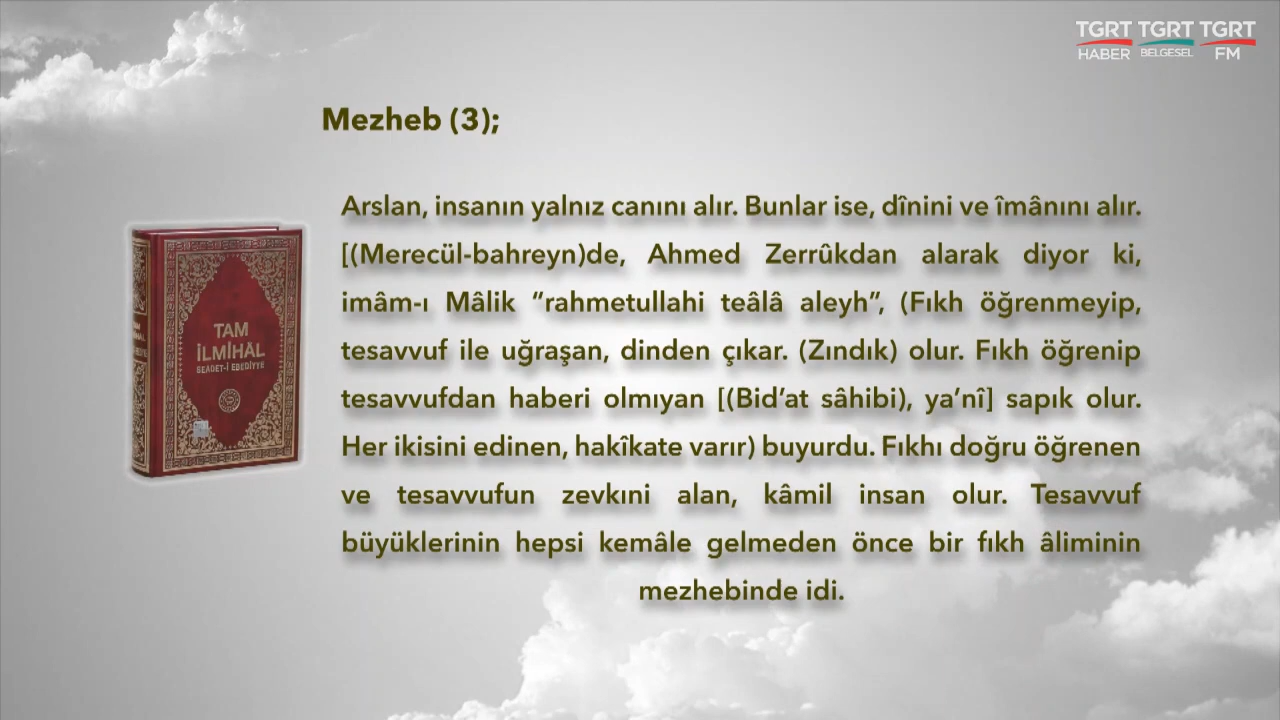 TGRT TGRT TGRT
HABER BELGESEL FM
Mezheb (3);
Arslan, insanın yalnız canını alır. Bunlar ise, dînini ve îmânını alır.
[(Merecül-bahreyn)de, Ahmed Zerrûkdan alarak diyor ki,
imâm-ı Mâlik “rahmetullahi teâlâ aleyh”, (Fıkh öğrenmeyip,
tesavvuf ile uğraşan, dinden çıkar. (Zındık) olur. Fıkh öğrenip
tesavvufdan haberi olmıyan [(Bid’at sâhibi), ya’nî] sapık olur.
Her ikisini edinen, hakîkate varır) buyurdu. Fıkhı doğru öğrenen
ve tesavvufun zevkıni alan, kâmil insan olur. Tesavvuf
büyüklerinin hepsi kemâle gelmeden önce bir fıkh âliminin
mezhebinde idi.
TAM
İLMİHÂL
SEADET-İ EBEDİYYE